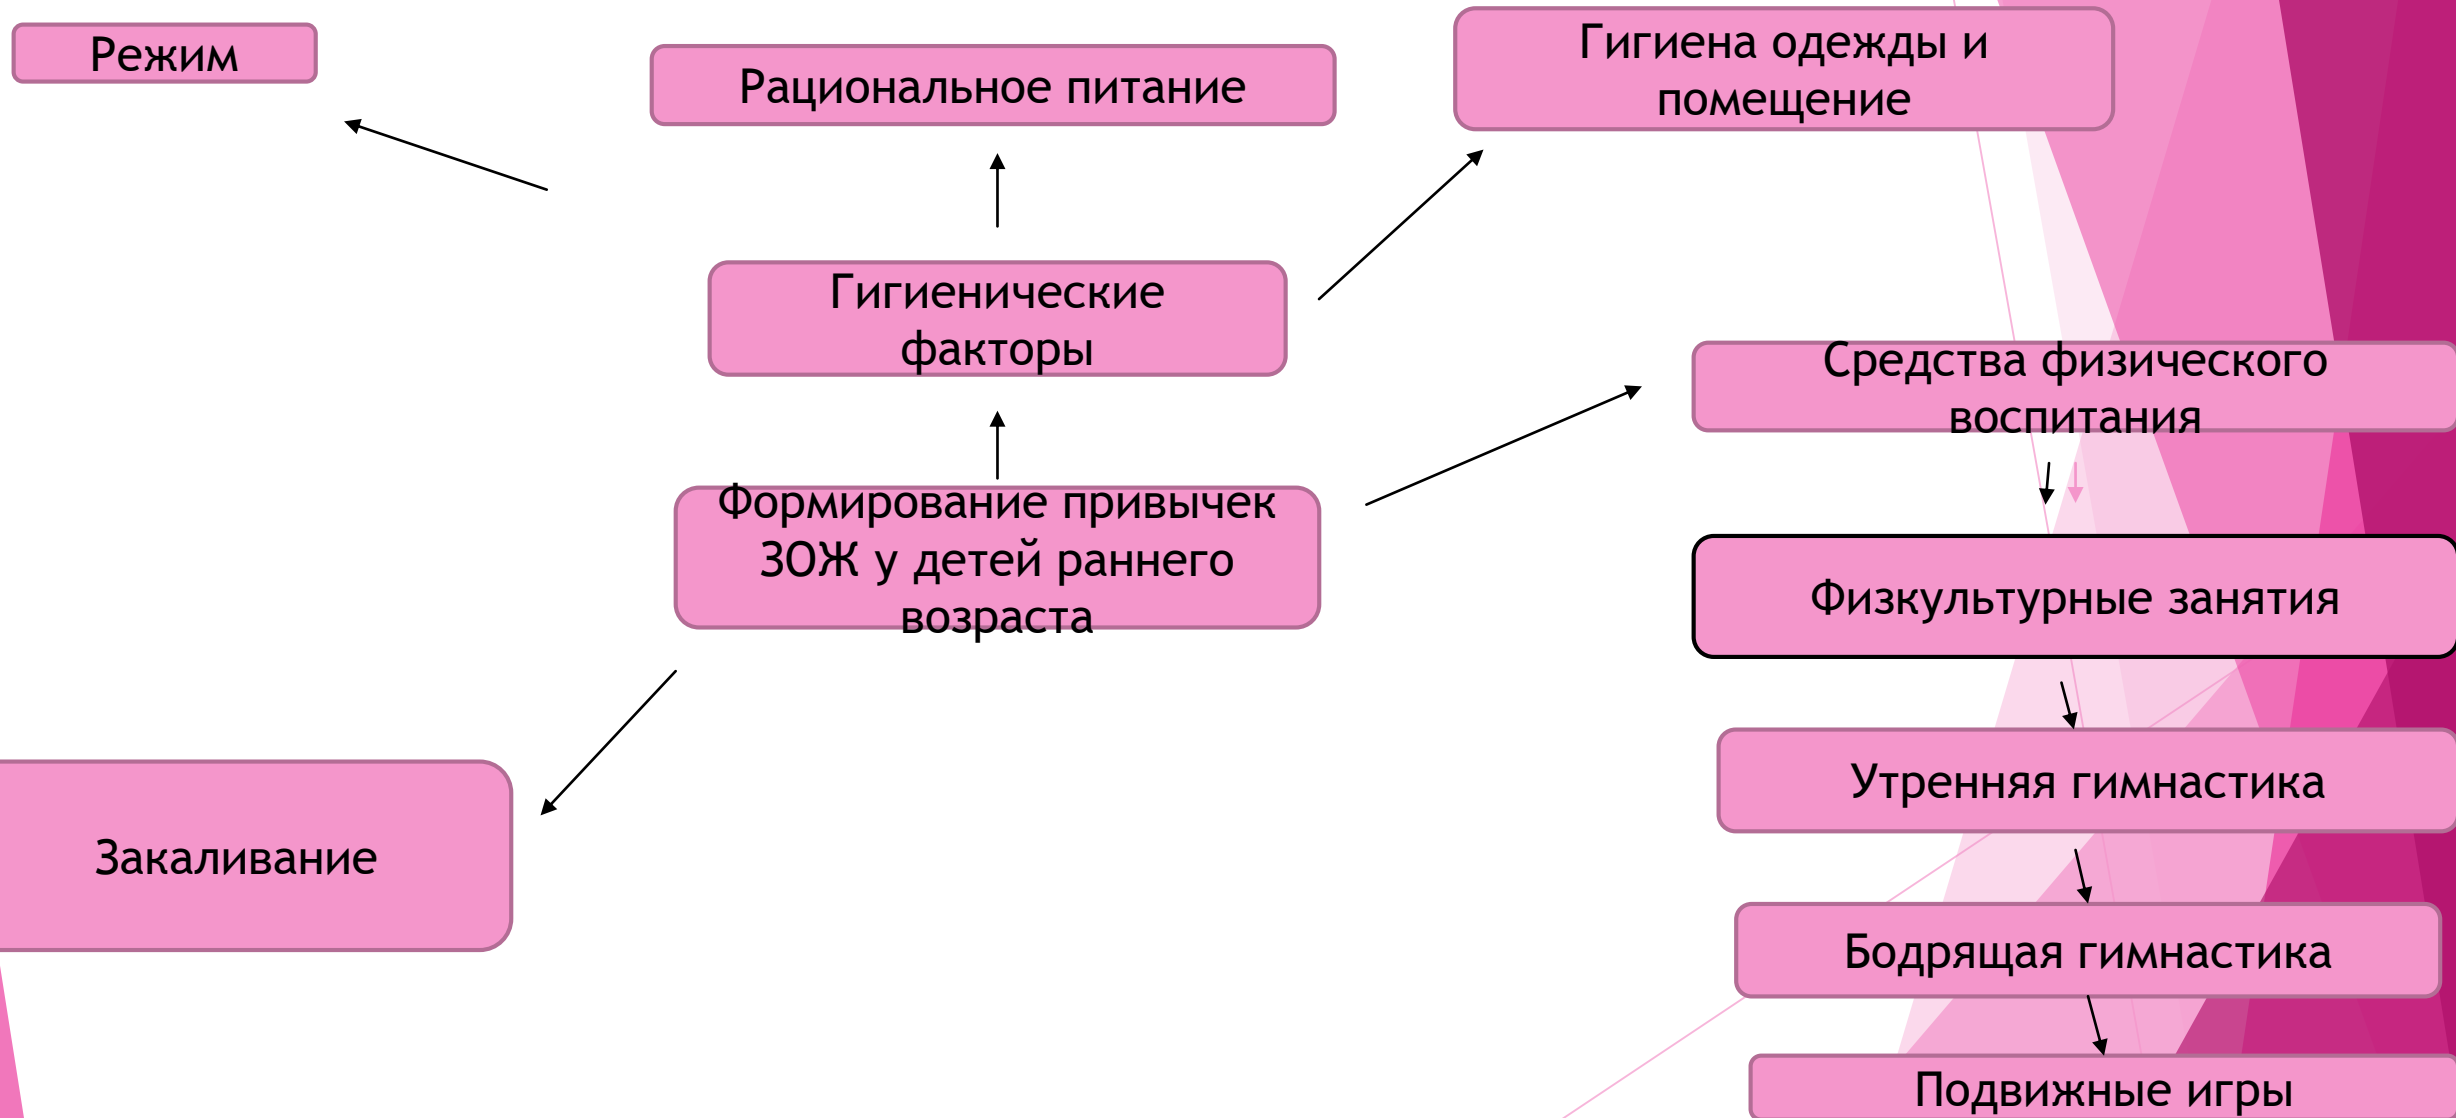 Режим
Рациональное питание
Гигиена одежды и
помещение
Гигиенические
факторы
Средства физического
воспитания
Формирование привычек
ЗОЖ у детей раннего
возраста
Физкультурные занятия
Утренняя гимнастика
Закаливание
Бодрящая гимнастика
Подвижные игры